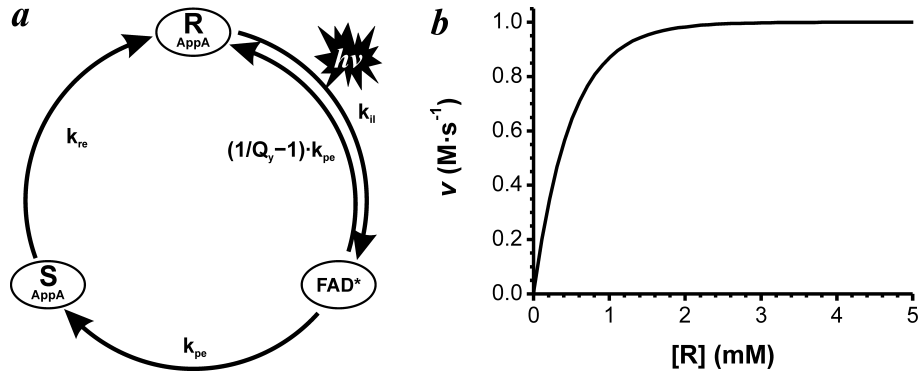 a
R
AppA
hν
k_il
k_re
(1/Q_y−1)·k_pe
S
AppA
FAD*
k_pe
b
v (M·s⁻¹)
1.0
0.8
0.6
0.4
0.2
0.0
0 1 2 3 4 5
[R] (mM)